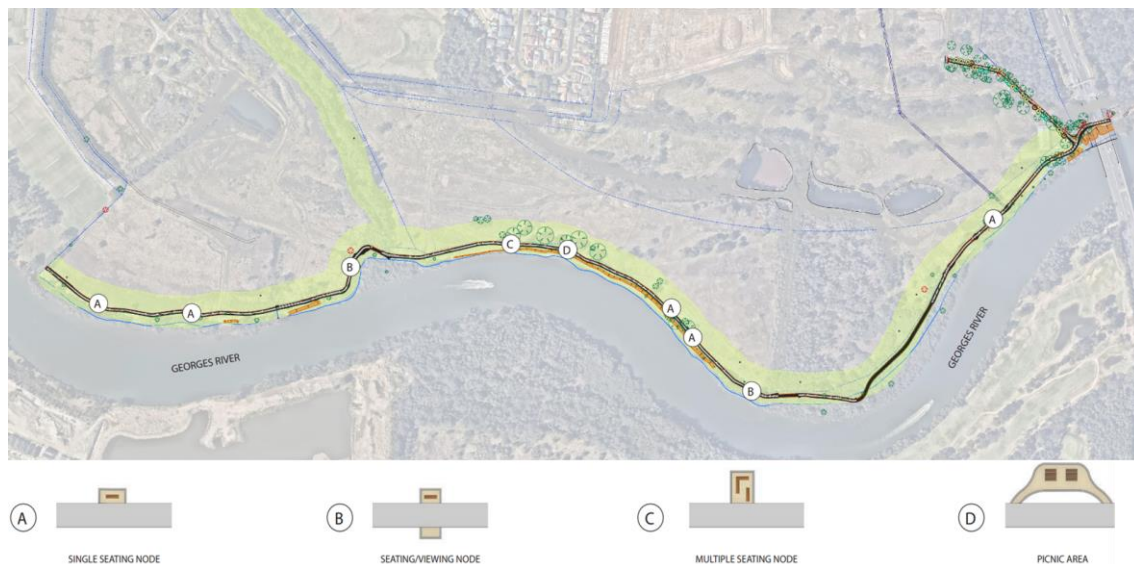 A
C
D
B
A
A
A
A
GEORGES RIVER
B
GEORGES RIVER
A
B
C
D
SINGLE SEATING NODE
SEATING/VIEWING NODE
MULTIPLE SEATING NODE
PICNIC AREA